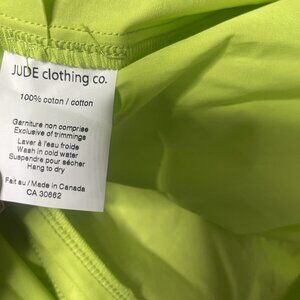 JUDE clothing co.
100% coton / cotton
Garniture non comprise
Exclusive of trimmings
Laver à l'eau froide
Wash in cold water
Suspendre pour sécher
Hang to dry
Fait au / Made in Canada
CA 30662